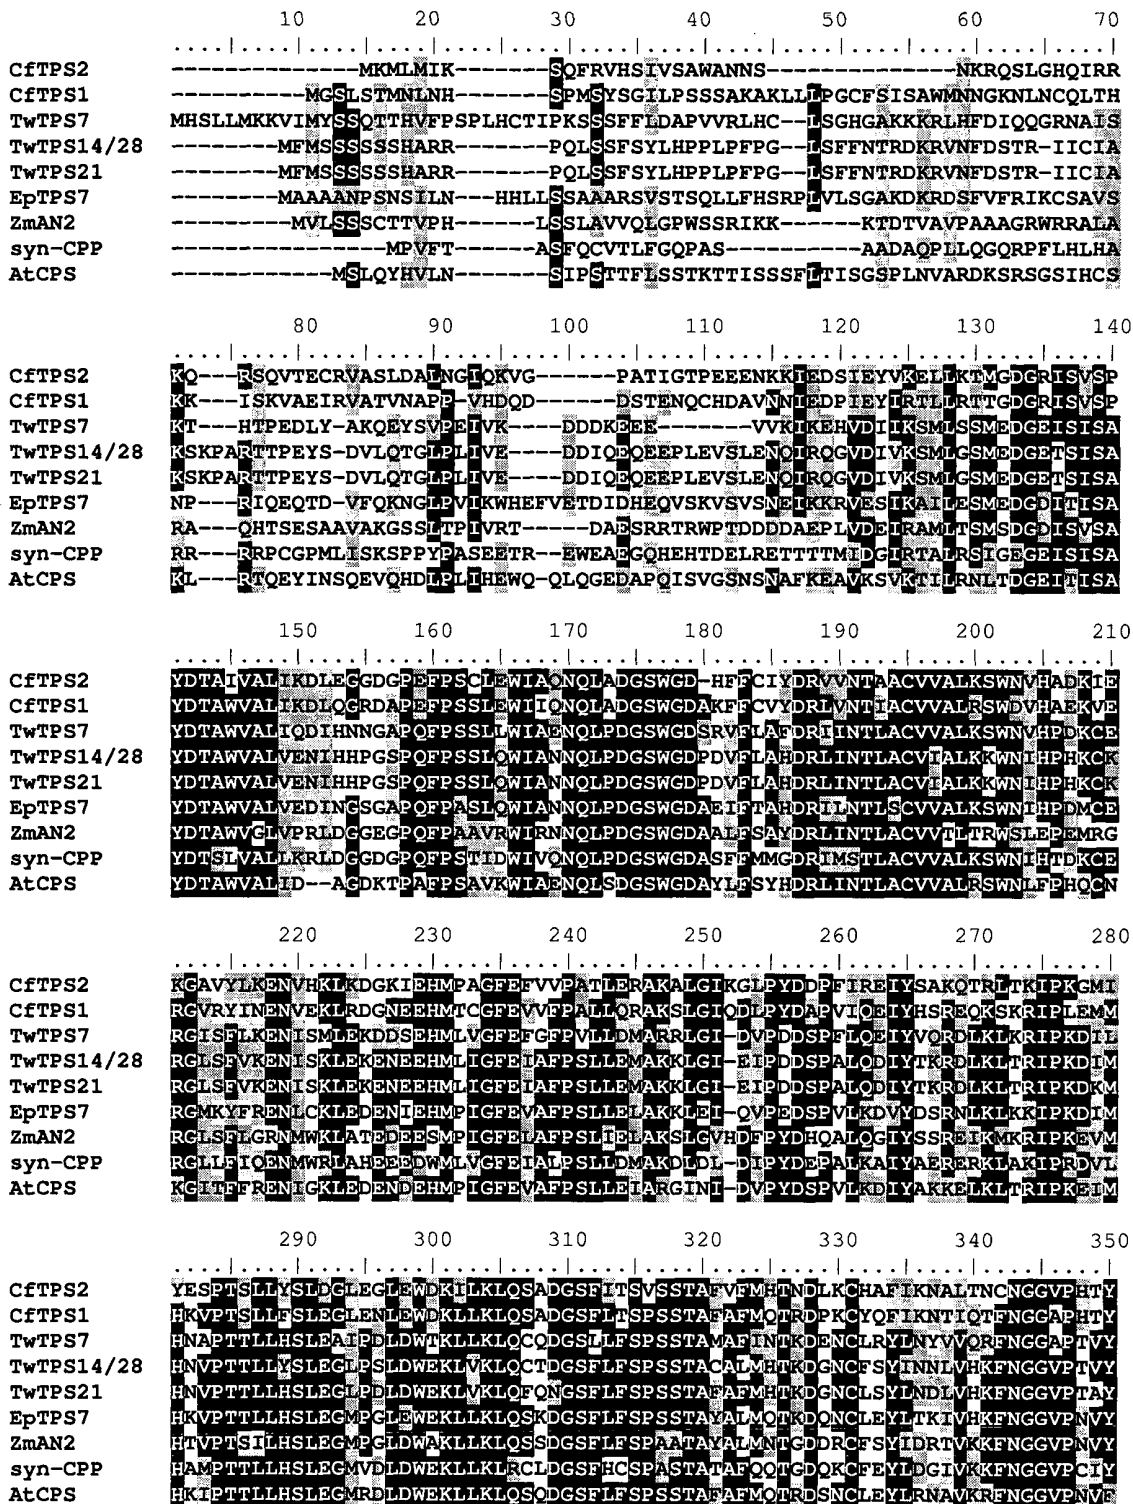 10 20 30 40 50 60 70
CfTPS2 --------------MKMLMIK-------SQFRVHSIVSAWANNS--------------NKRQSLGHQIRR
CfTPS1 ----------MGSLSTMNLNH-------SPMSYSGILPSSSAKAKLLLPGCFSISAWMNNGKNLNCQLTH
TwTPS7 MHSLLMKKVIMYSSQTTHVFPSPLHCTIPKSSSFFLDAPVVRLHC--LSGHGAKKKRLHFDIQQGRNAIS
TwTPS14/28 --------MFMSSSSSSHARR-------PQLSSFSYLHPPLPFPG--LSFFNTRDKRVNFDSTR-IICIA
TwTPS21 --------MFMSSSSSSHARR-------PQLSSFSYLHPPLPFPG--LSFFNTRDKRVNFDSTR-IICIA
EpTPS7 --------MAAAANPSNSILN---HHLLSSAAARSVSTSQLLFHSRPLVLSGAKDKRDSFVFRIKCSAVS
ZmAN2 ---------MVLSSSCTTVPH------LSSLAVVQLGPWSSRIKK------KTDTVAVPAAAGRWRRALA
syn-CPP ----------------MPVFT------ASFQCVTLFGQPAS----------AADAQPLLQGQRPFLHLHA
AtCPS ------------MSLQYHVLN-------SIPSTTFLSSTKTTISSSFLTISGSPLNVARDKSRSGSIHCS
80 90 100 110 120 130 140
CfTPS2 KQ---RSQVTECRVASLDALNGIQKVG------PATIGTPEEENKKIEDSIEYVKELLKTMGDGRISVSP
CfTPS1 KK---ISKVAEIRVATVNAPP-VHDQD------DSTENQCHDAVNNIEDPIEYIRTLLRTTGDGRISVSP
TwTPS7 KT---HTPEDLY-AKQEYSVPEIVK-----DDDKEEE-------VVKIKEHVDIIKSMLSSMEDGEISISA
TwTPS14/28 KSKPARTTPEYS-DVLQTGLPLIVE-----DDIQEQEEPLEVSLENQIRQGVDIVKSMLGSMEDGETSISA
TwTPS21 KSKPARTTPEYS-DVLQTGLPLIVE-----DDIQEQEEPLEVSLENQIRQGVDIVKSMLGSMEDGETSISA
EpTPS7 NP---RIQEQTD-VFQKNGLPVIKWHEFVETDIDHEQVSKVSVSNEIKKRVESIKAILESMEDGDITISA
ZmAN2 RA---QHTSESAAVAKGSSLTPIVRT-----DAESRRTRWPTDDDDAEPLVDEIRAMLTSMSDGDISVSA
syn-CPP RR---RRPCGPMLISKSPPYPASEETR---EWEAEGQHEHTDELRETTTTMIDGIRTALRSIGEGEISISA
AtCPS KL---RTQEYINSQEVQHDLPLIHEWQ-QLQGEDAPQISVGSNSNAFKEAVKSVKTILRNLTDGEITISA
150 160 170 180 190 200 210
CfTPS2 YDTAIVALIKDLEGGDGPEFPSCLEWIAQNQLADGSWGD-HFFCIYDRVVNTAACVVALKSWNVHADKIE
CfTPS1 YDTAWVALIKDLQGRDAPEFPSSLEWIIQNQLADGSWGDAKFFCVYDRLVNTIACVVALRSWDVHAEKVE
TwTPS7 YDTAWVALIQDIHNNGAPQFPSSLLWIAENQLPDGSWGDSRVFLAFDRIINTLACVVALKSWNVHPDKCE
TwTPS14/28 YDTAWVALVENIHHPGSPQFPSSLQWIANNQLPDGSWGDPDVFLAHDRLINTLACVIALKKWNIHPHKCK
TwTPS21 YDTAWVALVENIHHPGSPQFPSSLQWIANNQLPDGSWGDPDVFLAHDRLINTLACVIALKKWNIHPHKCK
EpTPS7 YDTAWVALVEDINGSGAPQFPASLQWIANNQLPDGSWGDAEIFTAHDRILNTLSCVVALKSWNIHPDMCE
ZmAN2 YDTAWVGLVPRLDGGEGPQFPAAVRWIRNNQLPDGSWGDAALFSAYDRLINTLACVVTLTRWSLEPEMRG
syn-CPP YDTSLVALLKRLDGGDGPQFPSTIDWIVQNQLPDGSWGDASFFMMGDRIMSTLACVVALKSWNIHTDKCE
AtCPS YDTAWVALID--AGDKTPAFPSAVKWIAENQLSDGSWGDAYLFSYHDRLINTLACVVALRSWNLFPHQCN
220 230 240 250 260 270 280
CfTPS2 KGAVYLKENVHKLKDGKIEHMPAGFEFVVPATLERAKALGIKGLPYDDPFIREIYSAKQTRLTKIPKGMI
CfTPS1 RGVRYINENVEKLRDGNEEHMTCGFEVVFPALLQRAKSLGIQDLPYDAPVIQEIYHSREQKSKRIPLEMM
TwTPS7 RGISFLKENISMLEKDDSEHMLVGFEFGFPVLLDMARRLGI-DVPDDSPFLQEIYVQRDLKLKRIPKDIL
TwTPS14/28 RGLSFVKENISKLEKENEEHMLIGFEIAFPSLLEMAKKLGI-EIPDDSPALQDIYTKRDLKLTRIPKDIM
TwTPS21 RGLSFVKENISKLEKENEEHMLIGFEIAFPSLLEMAKKLGI-EIPDDSPALQDIYTKRDLKLTRIPKDKM
EpTPS7 RGMKYFRENLCKLEDENIEHMPIGFEVAFPSLLELAKKLEI-QVPEDSPVLKDVYDSRNLKLKKIPKDIM
ZmAN2 RGLSFLGRNMWKLATEDEESMPIGFELAFPSLIELAKSLGVHDFPYDHQALQGIYSSREIKMKRIPKEVM
syn-CPP RGLLFIQENMWRLAHEEEDWMLVGFEIALPSLLDMAKDLDL-DIPYDEPALKAIYAERERKLAKIPRDVL
AtCPS KGITFFRENIGKLEDENDEHMPIGFEVAFPSLLEIARGINI-DVPYDSPVLKDIYAKKELKLTRIPKEIM
290 300 310 320 330 340 350
CfTPS2 YESPTSLLYSLDGLEGLEWDKILKLQSADGSFITSVSSTAFVFMHTNDLKCHAFIKNALTNCNGGVPHTY
CfTPS1 HKVPTSLLFSLEGLENLEWDKLLKLQSADGSFLTSPSSTAFAFMQTRDPKCYQFIKNTIQTFNGGAPHTY
TwTPS7 HNAPTTLLHSLEAIPDLDWTKLLKLQCQDGSLLFSPSSTAMAFINTKDENCLRYLNYVVQRFNGGAPTVY
TwTPS14/28 HNVPTTLLYSLEGLPSLDWEKLVKLQCTDGSFLFSPSSTACALMHTKDGNCFSYINNLVHKFNGGVPTVY
TwTPS21 HNVPTTLLHSLEGLPDLDWEKLVKLQFQNGSFLFSPSSTAFAFMHTKDGNCLSYLNDLVHKFNGGVPTAY
EpTPS7 HKVPTTLLHSLEGMPGLEWEKLLKLQSKDGSFLFSPSSTAYALMQTKDQNCLEYLTKIVHKFNGGVPNVY
ZmAN2 HTVPTSILHSLEGMPGLDWAKLLKLQSSDGSFLFSPAATAYALMNTGDDRCFSYIDRTVKKFNGGVPNVY
syn-CPP HAMPTTLLHSLEGMVDLDWEKLLKLRCLDGSFHCSPASTATAFQQTGDQKCFEYLDGIVKKFNGGVPCIY
AtCPS HKIPTTLLHSLEGMRDLDWEKLLKLQSQDGSFLFSPSSTAFAFMQTRDSNCLEYLRNAVKRFNGGVPNVF